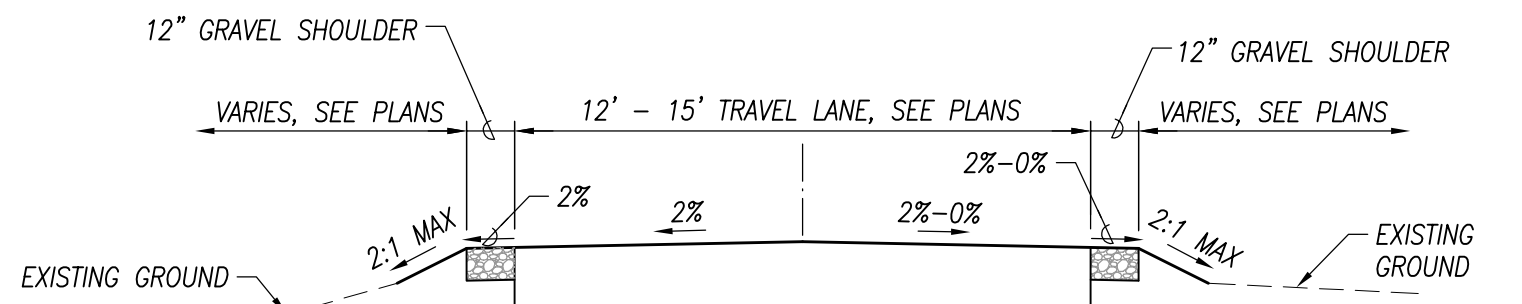 12" GRAVEL SHOULDER
12" GRAVEL SHOULDER
VARIES, SEE PLANS
12' - 15' TRAVEL LANE, SEE PLANS
VARIES, SEE PLANS
2%-0%
2%
2%
2%-0%
2:1 MAX
2:1 MAX
EXISTING GROUND
EXISTING
GROUND